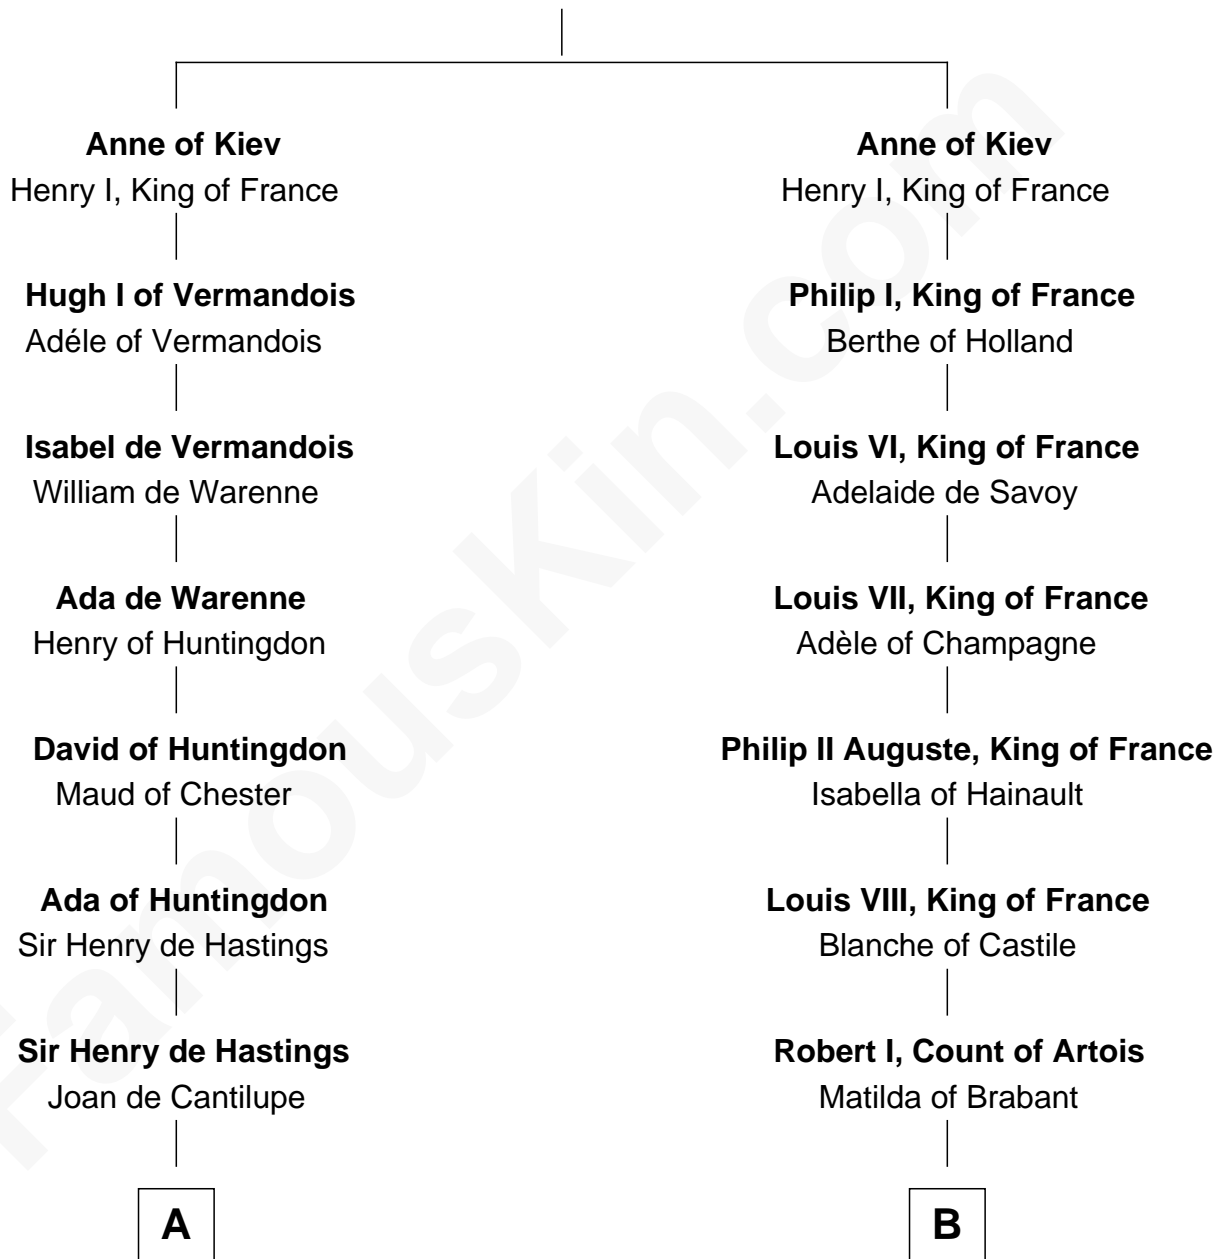 Anne of Kiev
Henry I, King of France
Hugh I of Vermandois
Adéle of Vermandois
Isabel de Vermandois
William de Warenne
Ada de Warenne
Henry of Huntingdon
David of Huntingdon
Maud of Chester
Ada of Huntingdon
Sir Henry de Hastings
Sir Henry de Hastings
Joan de Cantilupe
A
Anne of Kiev
Henry I, King of France
Philip I, King of France
Berthe of Holland
Louis VI, King of France
Adelaide de Savoy
Louis VII, King of France
Adèle of Champagne
Philip II Auguste, King of France
Isabella of Hainault
Louis VIII, King of France
Blanche of Castile
Robert I, Count of Artois
Matilda of Brabant
B
FamousKin.com